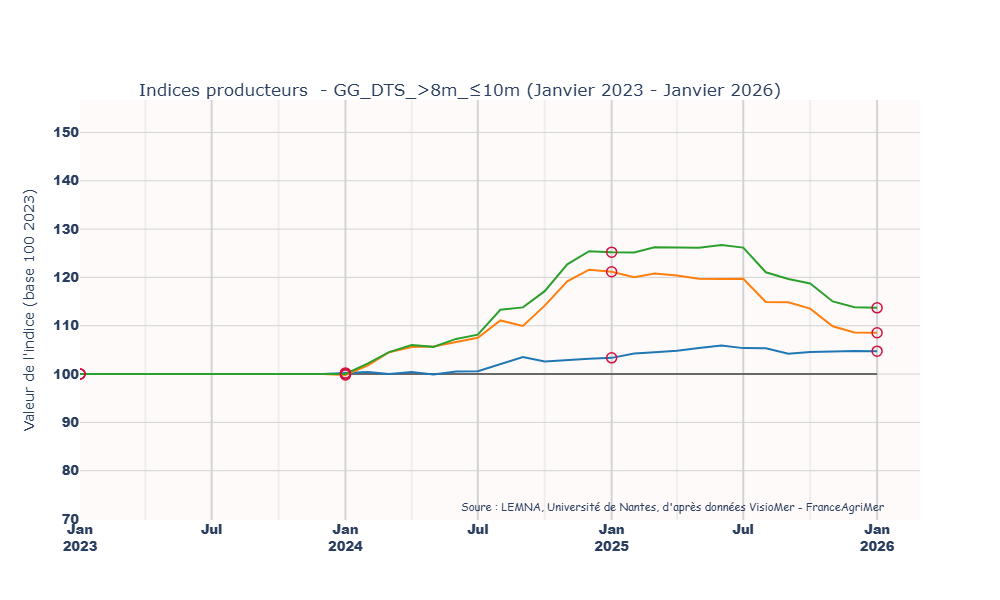 Indices producteurs - GG_DTS_>8m_≤10m (Janvier 2023 - Janvier 2026)
Valeur de l'indice (base 100 2023)
150
140
130
120
110
100
90
80
70
Soure : LEMNA, Université de Nantes, d'après données VisioMer - FranceAgriMer
Jan Jul Jan Jul Jan Jul Jan
2023 2024 2025 2026